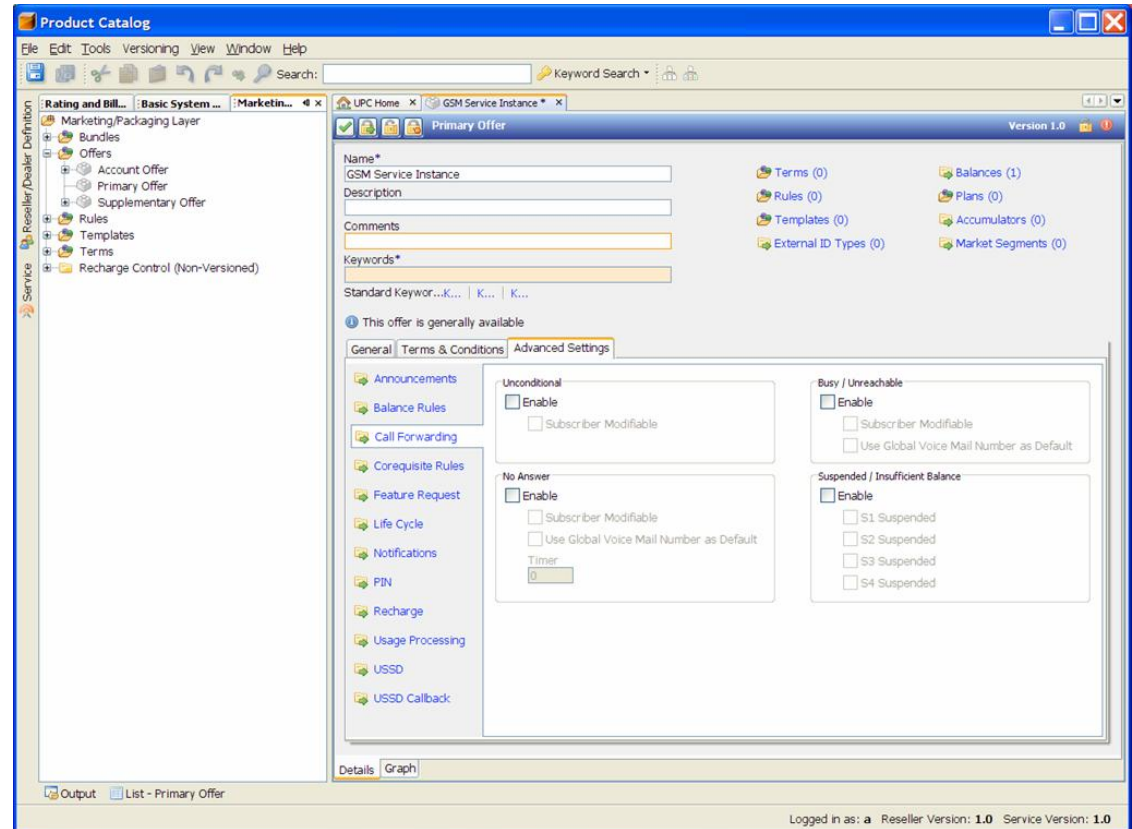 Product Catalog
File Edit Tools Versioning View Window Help
Search: Keyword Search
Rating and Bill... Basic System ... Marketin...
UPC Home GSM Service Instance *
Reseller/Dealer Definition
Service
Marketing/Packaging Layer
Bundles
Offers
Account Offer
Primary Offer
Supplementary Offer
Rules
Templates
Terms
Recharge Control (Non-Versioned)
Primary Offer Version 1.0
Name*
GSM Service Instance
Description
Comments
Keywords*
Standard Keywor...K... | K... | K...
Terms (0) Balances (1)
Rules (0) Plans (0)
Templates (0) Accumulators (0)
External ID Types (0) Market Segments (0)
This offer is generally available
General Terms & Conditions Advanced Settings
Announcements
Balance Rules
Call Forwarding
Corequisite Rules
Feature Request
Life Cycle
Notifications
PIN
Recharge
Usage Processing
USSD
USSD Callback
Unconditional
Enable
Subscriber Modifiable
Busy / Unreachable
Enable
Subscriber Modifiable
Use Global Voice Mail Number as Default
No Answer
Enable
Subscriber Modifiable
Use Global Voice Mail Number as Default
Timer
0
Suspended / Insufficient Balance
Enable
S1 Suspended
S2 Suspended
S3 Suspended
S4 Suspended
Details Graph
Output List - Primary Offer
Logged in as: a Reseller Version: 1.0 Service Version: 1.0